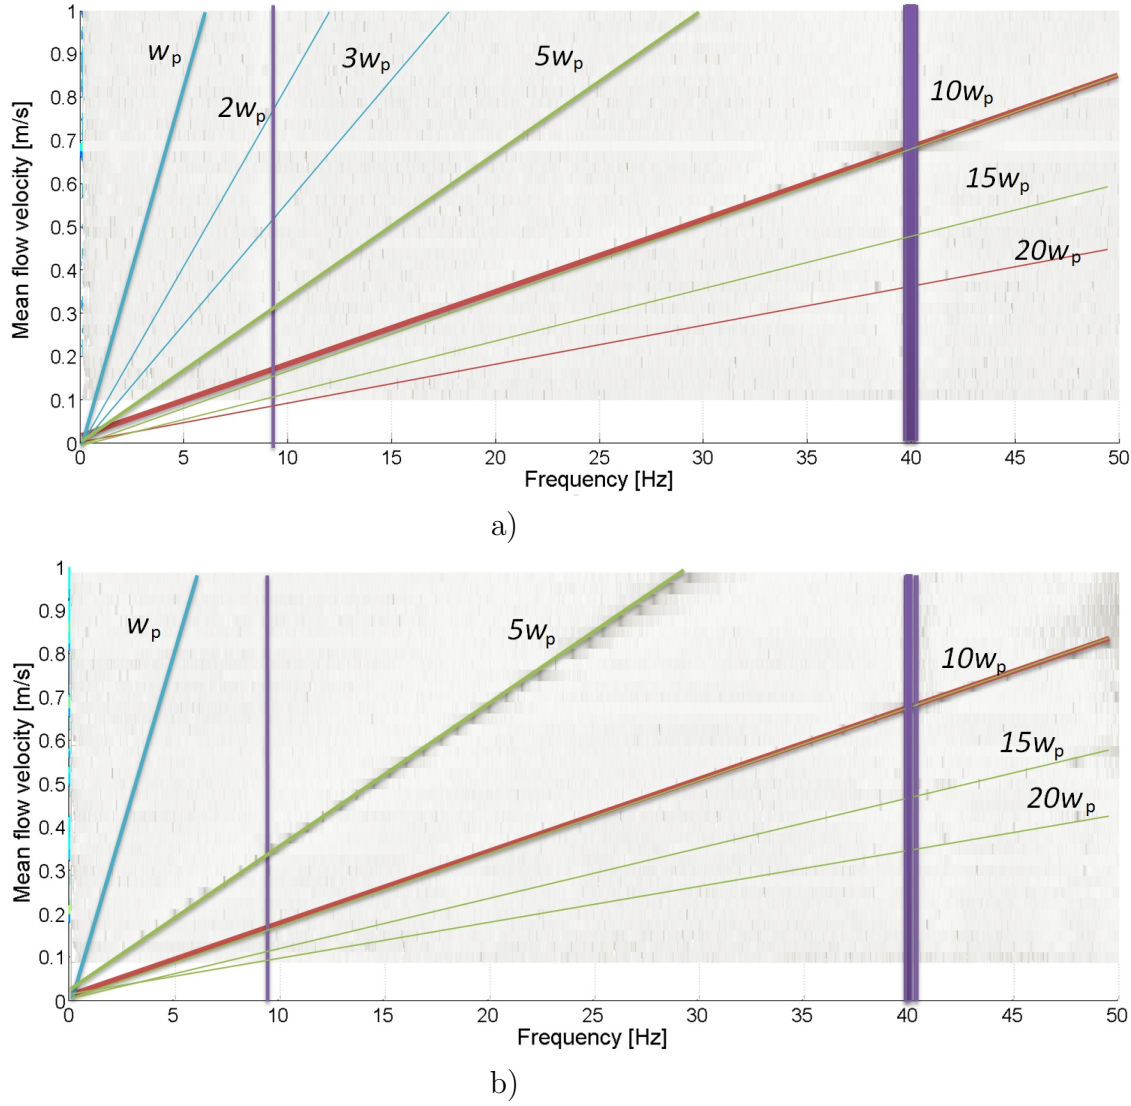 1
0.9
0.8
0.7
0.6
0.5
0.4
0.3
0.2
0.1
0
Mean flow velocity [m/s]
wₚ
2wₚ
3wₚ
5wₚ
10wₚ
15wₚ
20wₚ
0 5 10 15 20 25 30 35 40 45 50
Frequency [Hz]
a)
1
0.9
0.8
0.7
0.6
0.5
0.4
0.3
0.2
0.1
0
Mean flow velocity [m/s]
wₚ
5wₚ
10wₚ
15wₚ
20wₚ
0 5 10 15 20 25 30 35 40 45 50
Frequency [Hz]
b)